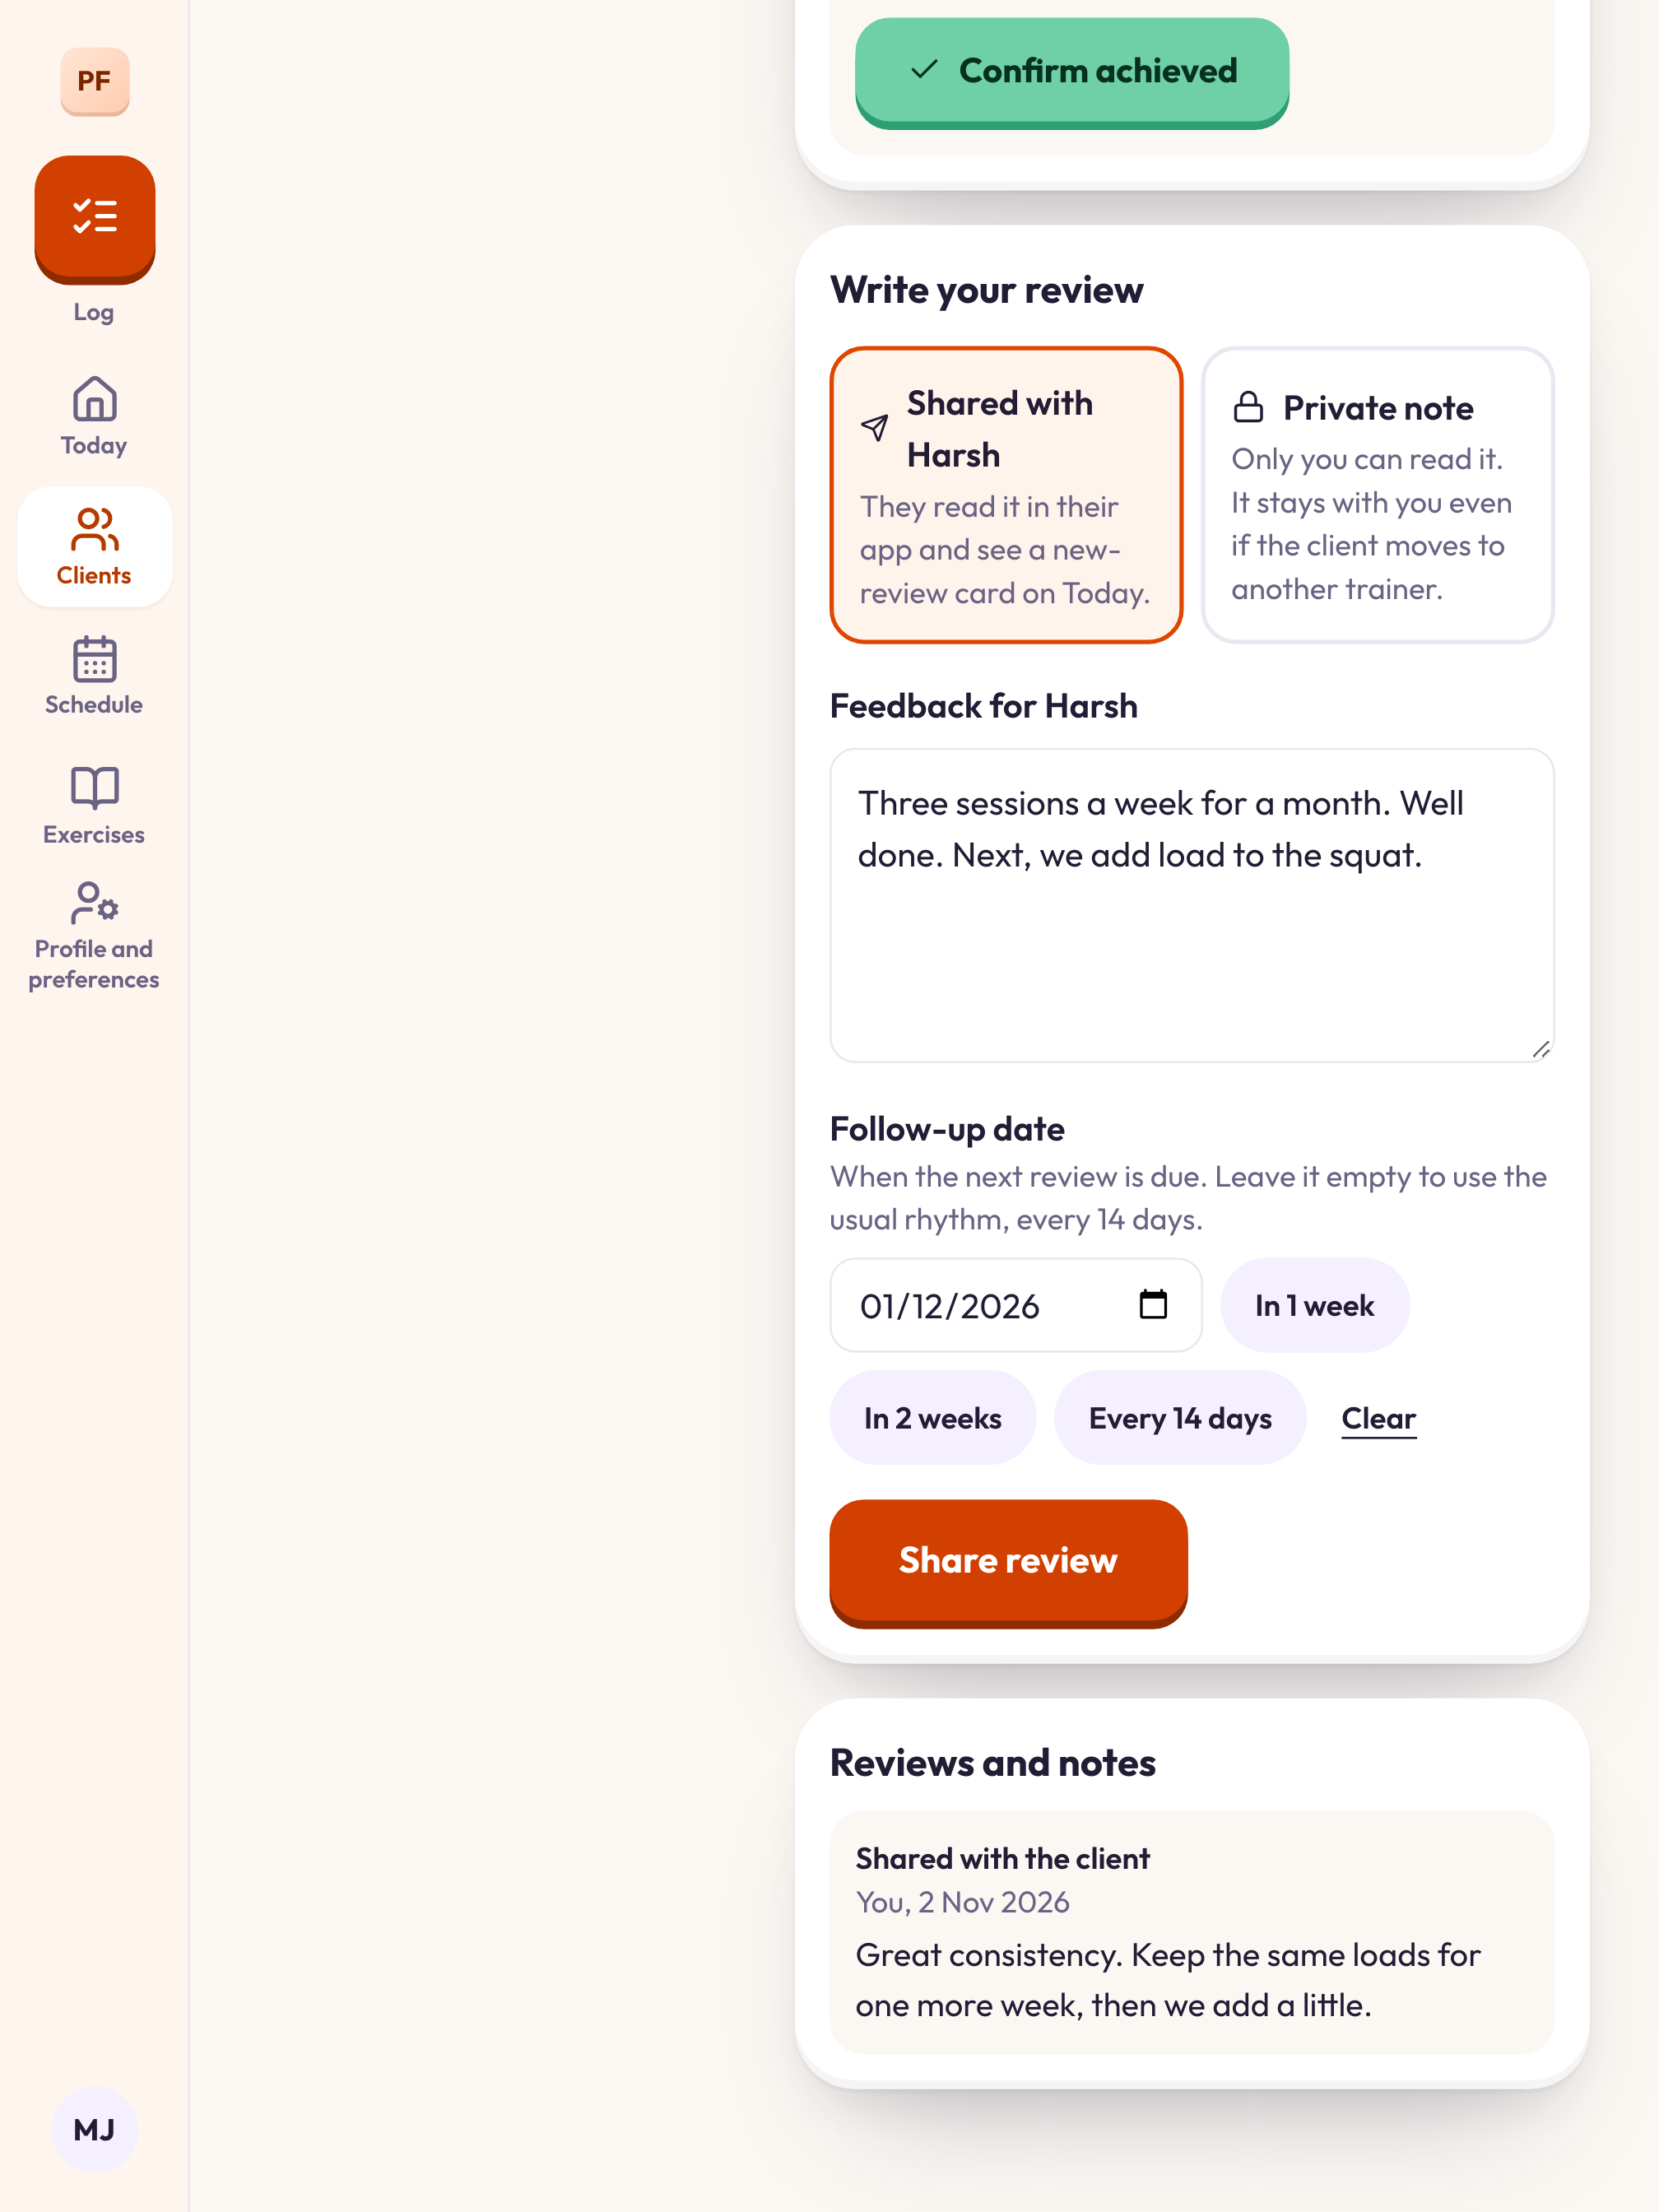 PF
Log
Today
Clients
Schedule
Exercises
Profile and
preferences
MJ
Confirm achieved
Write your review
Shared with
Harsh
They read it in their
app and see a new-
review card on Today.
Private note
Only you can read it.
It stays with you even
if the client moves to
another trainer.
Feedback for Harsh
Three sessions a week for a month. Well
done. Next, we add load to the squat.
Follow-up date
When the next review is due. Leave it empty to use the
usual rhythm, every 14 days.
01/12/2026
In 1 week
In 2 weeks
Every 14 days
Clear
Share review
Reviews and notes
Shared with the client
You, 2 Nov 2026
Great consistency. Keep the same loads for
one more week, then we add a little.